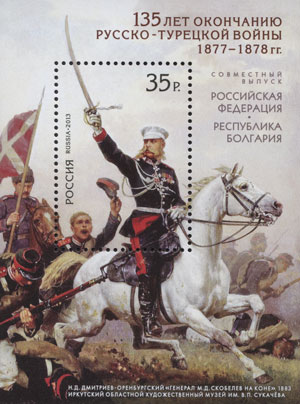 135 ЛЕТ ОКОНЧАНИЮ
РУССКО-ТУРЕЦКОЙ ВОЙНЫ
1877–1878 гг.
35 Р.
СОВМЕСТНЫЙ
ВЫПУСК
РОССИЙСКАЯ
ФЕДЕРАЦИЯ
•
РЕСПУБЛИКА
БОЛГАРИЯ
РОССИЯ RUSSIA•2013
Н.Д. ДМИТРИЕВ-ОРЕНБУРГСКИЙ «ГЕНЕРАЛ М.Д. СКОБЕЛЕВ НА КОНЕ» 1883
ИРКУТСКИЙ ОБЛАСТНОЙ ХУДОЖЕСТВЕННЫЙ МУЗЕЙ ИМ. В.П. СУКАЧЁВА